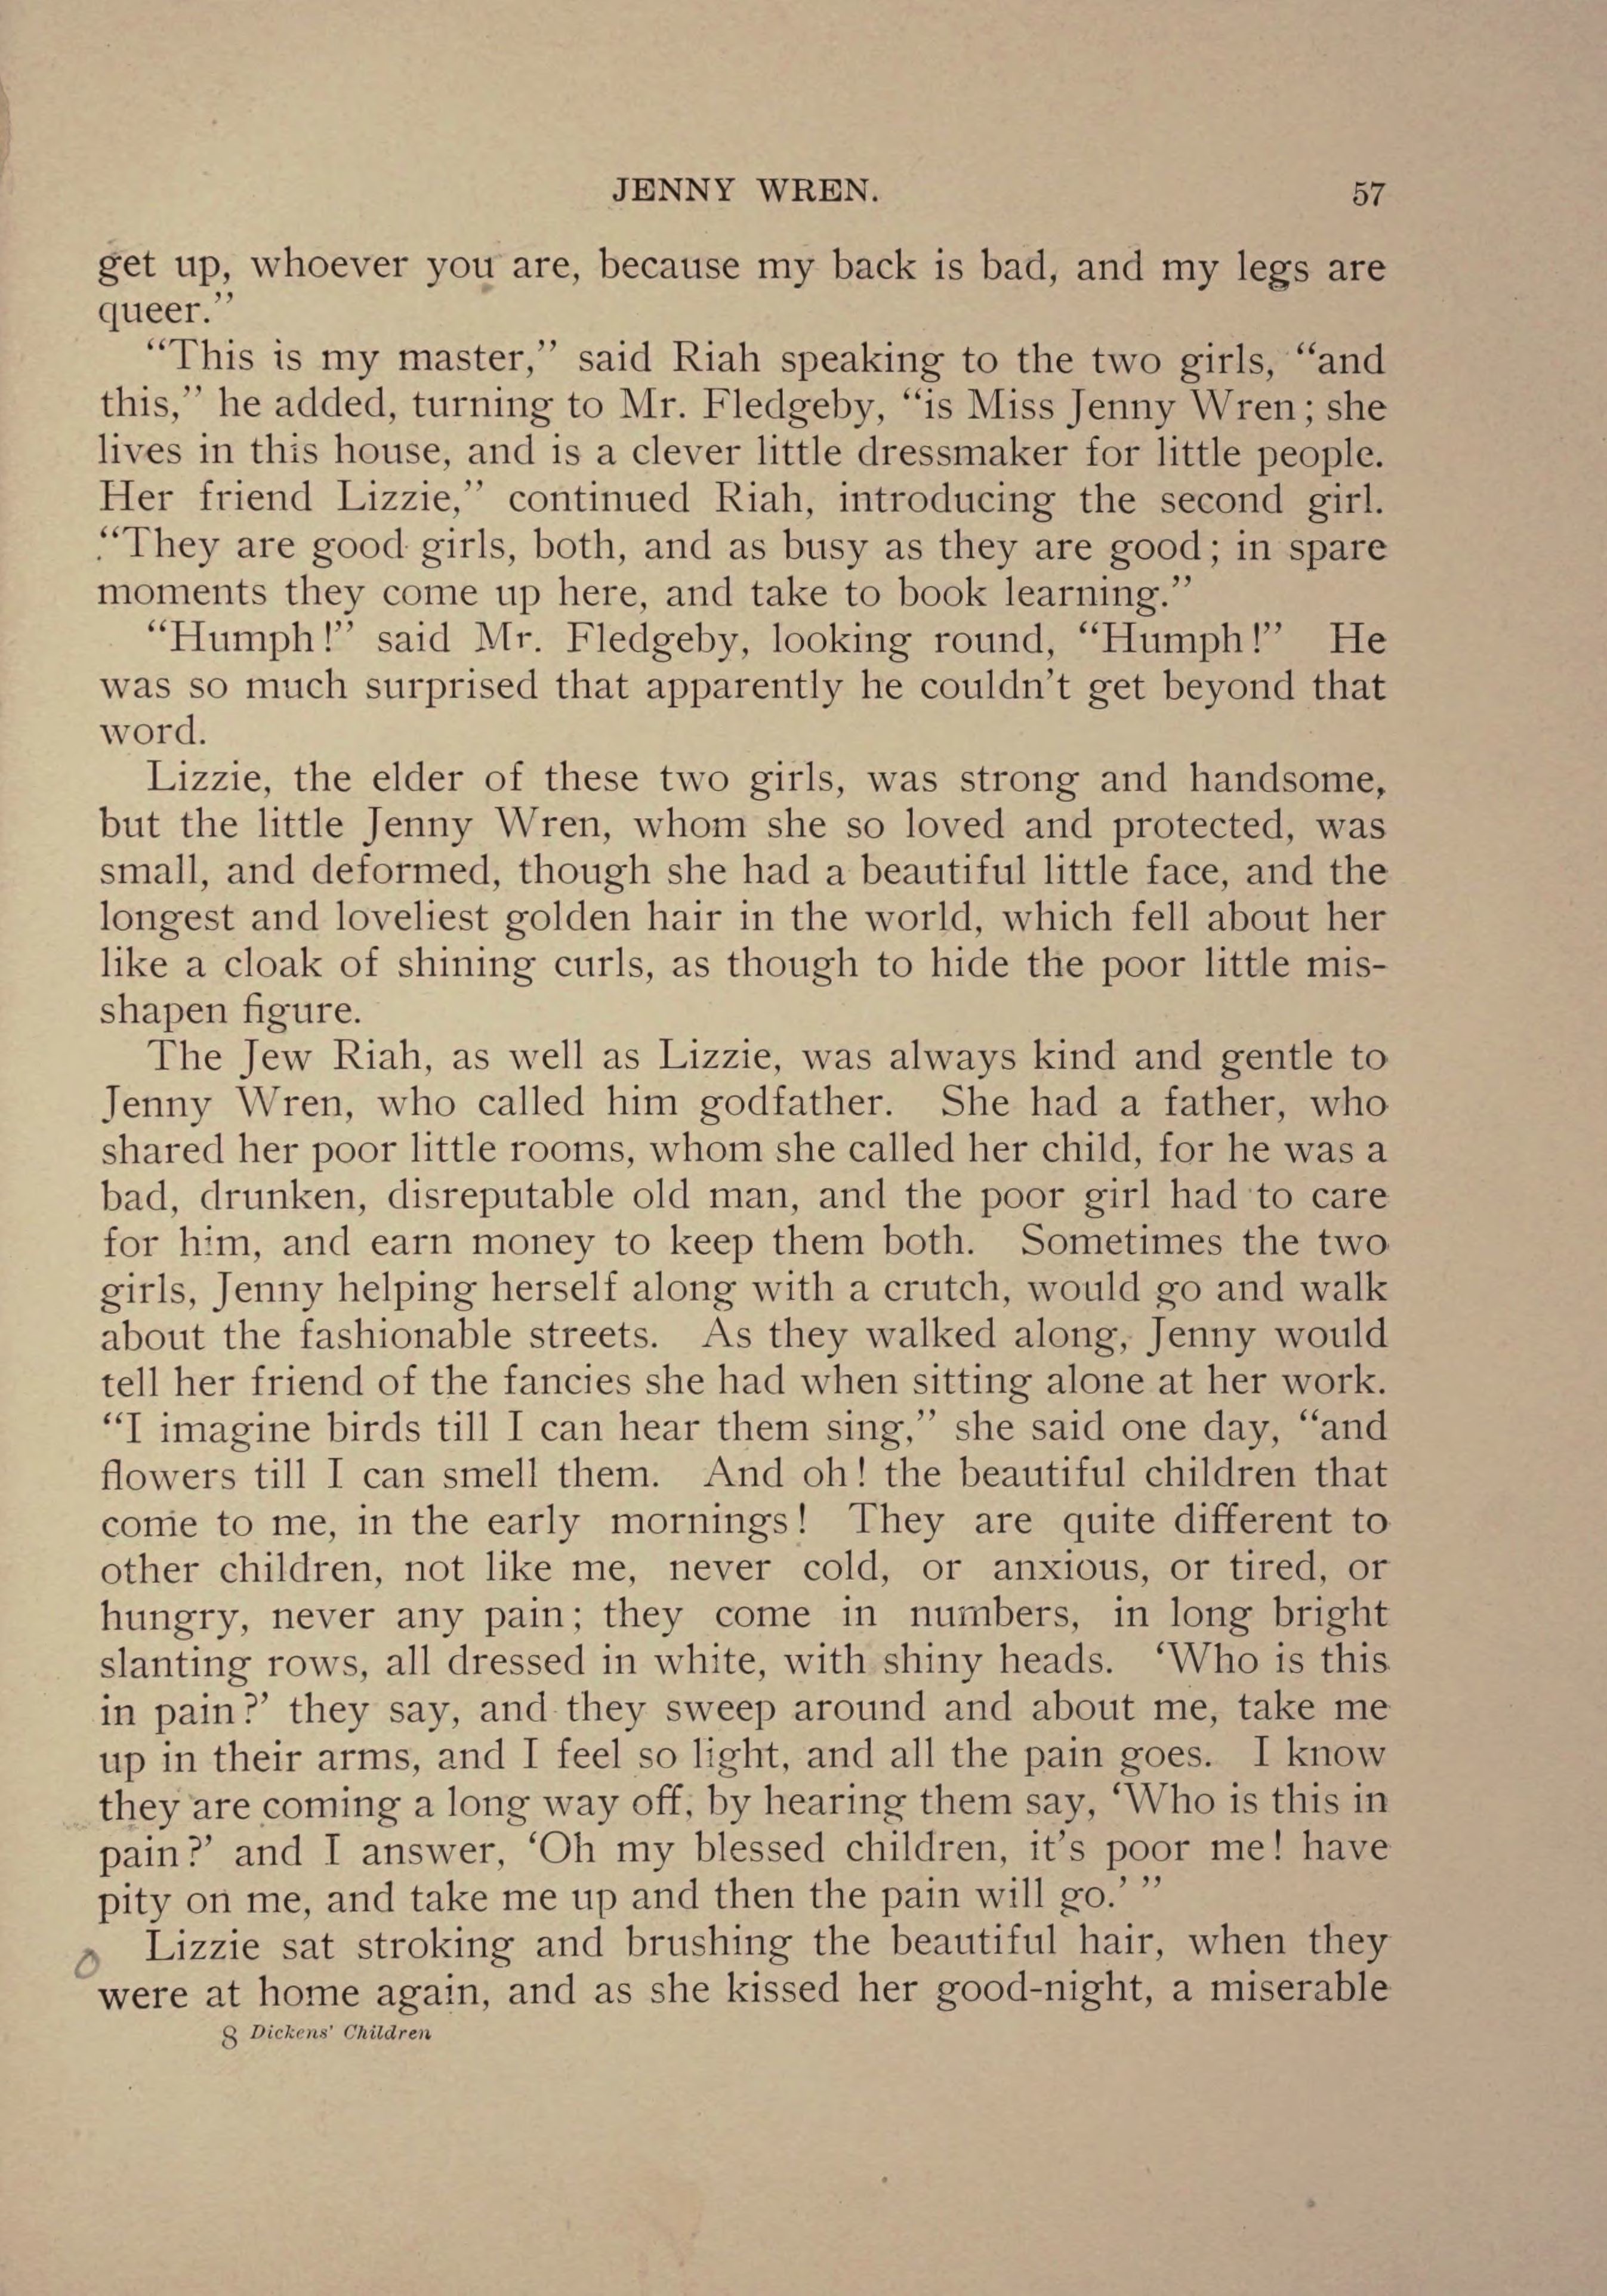 JENNY WREN. 57
get up, whoever you are, because my back is bad, and my legs are
queer.”
“This is my master,” said Riah speaking to the two girls, “and
this,” he added, turning to Mr. Fledgeby, “is Miss Jenny Wren; she
lives in this house, and is a clever little dressmaker for little people.
Her friend Lizzie,” continued Riah, introducing the second girl.
“They are good girls, both, and as busy as they are good; in spare
moments they come up here, and take to book learning.”
“Humph!” said Mr. Fledgeby, looking round, “Humph!” He
was so much surprised that apparently he couldn’t get beyond that
word.
Lizzie, the elder of these two girls, was strong and handsome,
but the little Jenny Wren, whom she so loved and protected, was
small, and deformed, though she had a beautiful little face, and the
longest and loveliest golden hair in the world, which fell about her
like a cloak of shining curls, as though to hide the poor little mis-
shapen figure.
The Jew Riah, as well as Lizzie, was always kind and gentle to
Jenny Wren, who called him godfather. She had a father, who
shared her poor little rooms, whom she called her child, for he was a
bad, drunken, disreputable old man, and the poor girl had to care
for him, and earn money to keep them both. Sometimes the two
girls, Jenny helping herself along with a crutch, would go and walk
about the fashionable streets. As they walked along, Jenny would
tell her friend of the fancies she had when sitting alone at her work.
“I imagine birds till I can hear them sing,” she said one day, “and
flowers till I can smell them. And oh! the beautiful children that
come to me, in the early mornings! They are quite different to
other children, not like me, never cold, or anxious, or tired, or
hungry, never any pain; they come in numbers, in long bright
slanting rows, all dressed in white, with shiny heads. ‘Who is this
in pain?’ they say, and they sweep around and about me, take me
up in their arms, and I feel so light, and all the pain goes. I know
they are coming a long way off, by hearing them say, ‘Who is this in
pain?’ and I answer, ‘Oh my blessed children, it’s poor me! have
pity on me, and take me up and then the pain will go.’ ”
Lizzie sat stroking and brushing the beautiful hair, when they
were at home again, and as she kissed her good-night, a miserable
8 Dickens’ Children